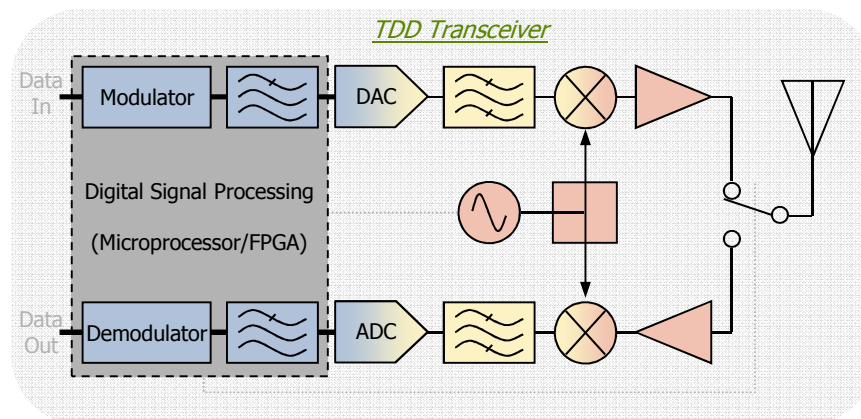 TDD Transceiver
Data
In
Modulator
DAC
Digital Signal Processing
(Microprocessor/FPGA)
Data
Out
Demodulator
ADC